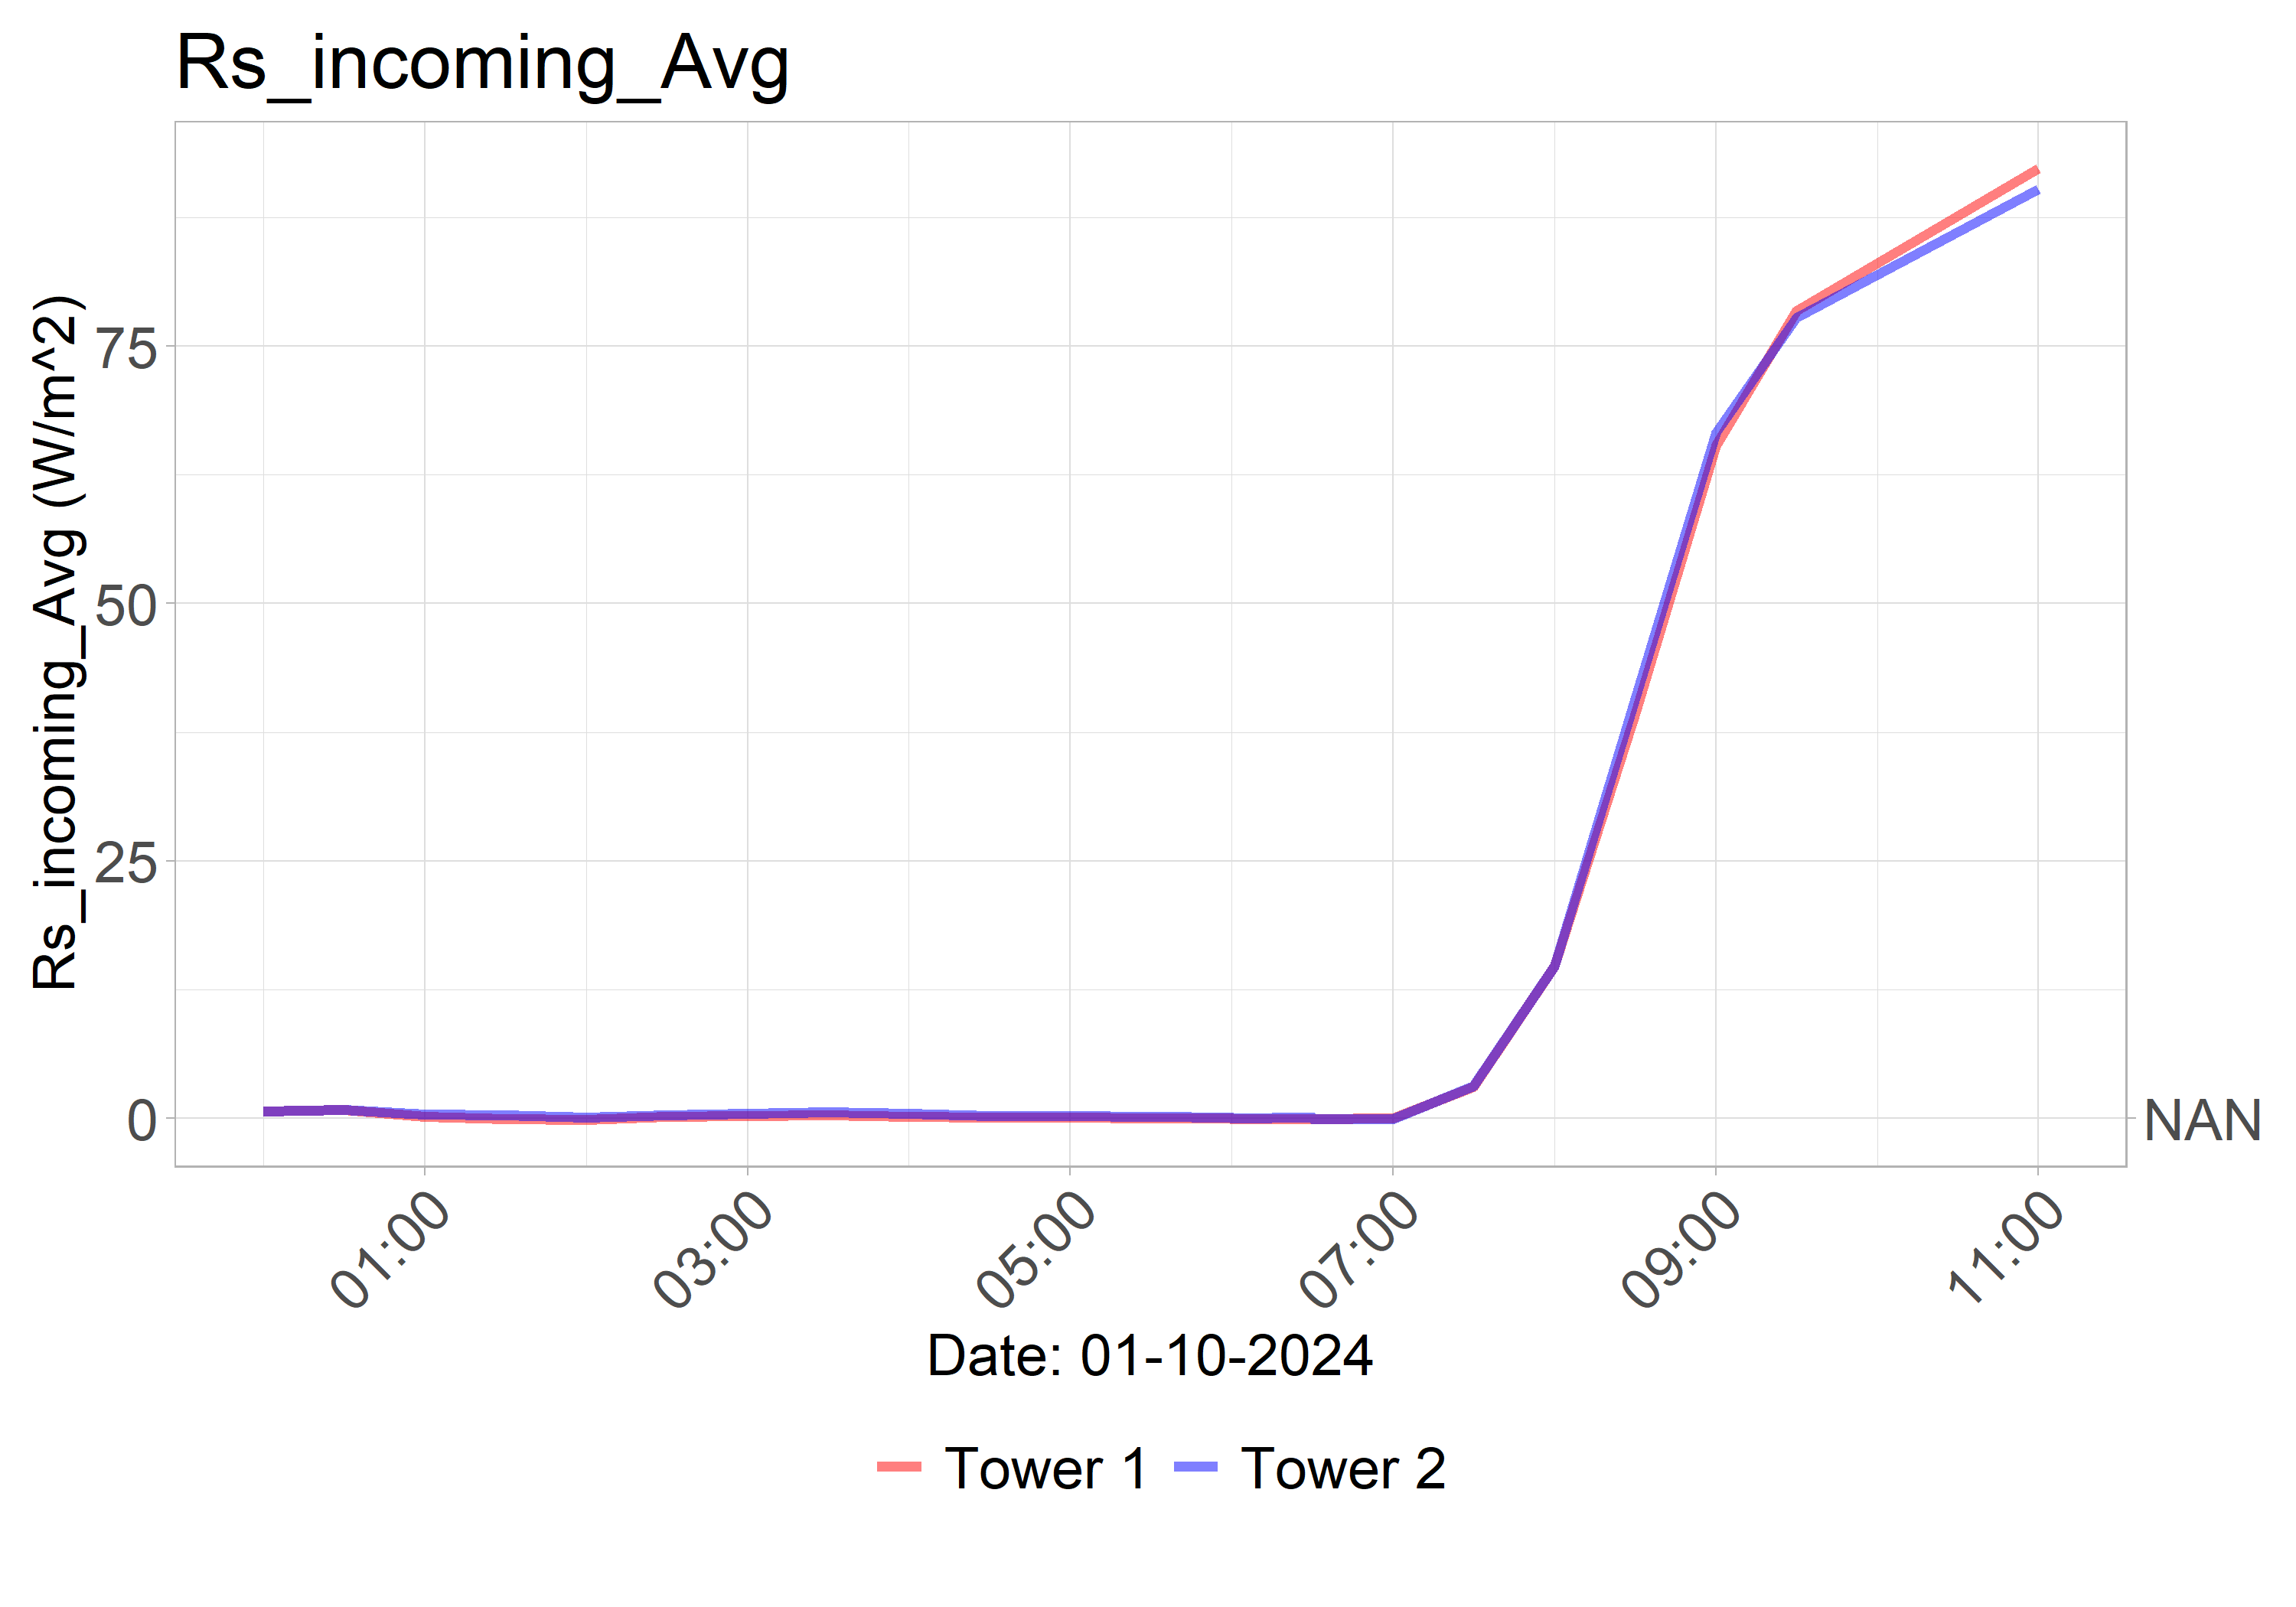 Rs_incoming_Avg
Rs_incoming_Avg (W/m^2)
75
50
25
0
NAN
01:00
03:00
05:00
07:00
09:00
11:00
Date: 01-10-2024
Tower 1
Tower 2